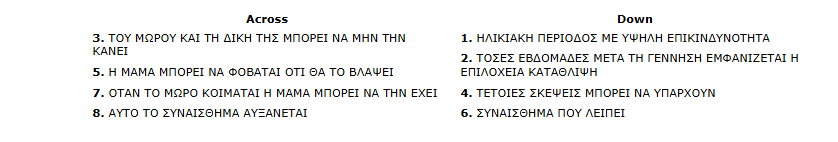 Across
3. ΤΟΥ ΜΩΡΟΥ ΚΑΙ ΤΗ ΔΙΚΗ ΤΗΣ ΜΠΟΡΕΙ ΝΑ ΜΗΝ ΤΗΝ
ΚΑΝΕΙ
5. Η ΜΑΜΑ ΜΠΟΡΕΙ ΝΑ ΦΟΒΑΤΑΙ ΟΤΙ ΘΑ ΤΟ ΒΛΑΨΕΙ
7. ΟΤΑΝ ΤΟ ΜΩΡΟ ΚΟΙΜΑΤΑΙ Η ΜΑΜΑ ΜΠΟΡΕΙ ΝΑ ΤΗΝ ΕΧΕΙ
8. ΑΥΤΟ ΤΟ ΣΥΝΑΙΣΘΗΜΑ ΑΥΞΑΝΕΤΑΙ
Down
1. ΗΛΙΚΙΑΚΗ ΠΕΡΙΟΔΟΣ ΜΕ ΥΨΗΛΗ ΕΠΙΚΙΝΔΥΝΟΤΗΤΑ
2. ΤΟΣΕΣ ΕΒΔΟΜΑΔΕΣ ΜΕΤΑ ΤΗ ΓΕΝΝΗΣΗ ΕΜΦΑΝΙΖΕΤΑΙ Η
ΕΠΙΛΟΧΕΙΑ ΚΑΤΑΘΛΙΨΗ
4. ΤΕΤΟΙΕΣ ΣΚΕΨΕΙΣ ΜΠΟΡΕΙ ΝΑ ΥΠΑΡΧΟΥΝ
6. ΣΥΝΑΙΣΘΗΜΑ ΠΟΥ ΛΕΙΠΕΙ